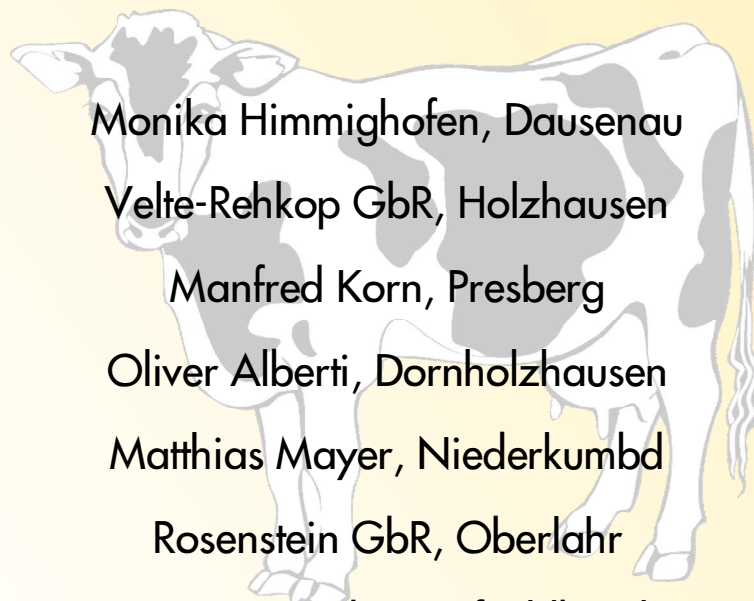 Monika Himmighofen, Dausenau
Velte-Rehkop GbR, Holzhausen
Manfred Korn, Presberg
Oliver Alberti, Dornholzhausen
Matthias Mayer, Niederkumbd
Rosenstein GbR, Oberlahr